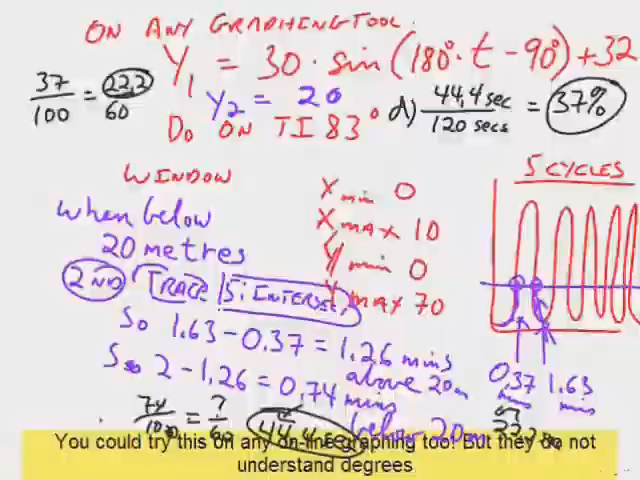 ON ANY GRAPHING TOOL.
Y1 = 30 · sin (180° · t - 90°) + 32
37/100 = 22.2/60
Y2 = 20
d) 44.4 sec / 120 secs = 37%
DO ON TI 83°
WINDOW
5 CYCLES
Xmin 0
Xmax 10
Ymin 0
Ymax 70
when below
20 metres
2ND TRACE 5: INTERSEC
So 1.63 - 0.37 = 1.26 mins
above 20m
So 2 - 1.26 = 0.74 mins
below 20m
0.37 mins
1.63 mins
74/100 = ?/60
44.4 sec
You could try this on any on-line graphing too! But they do not
understand degrees